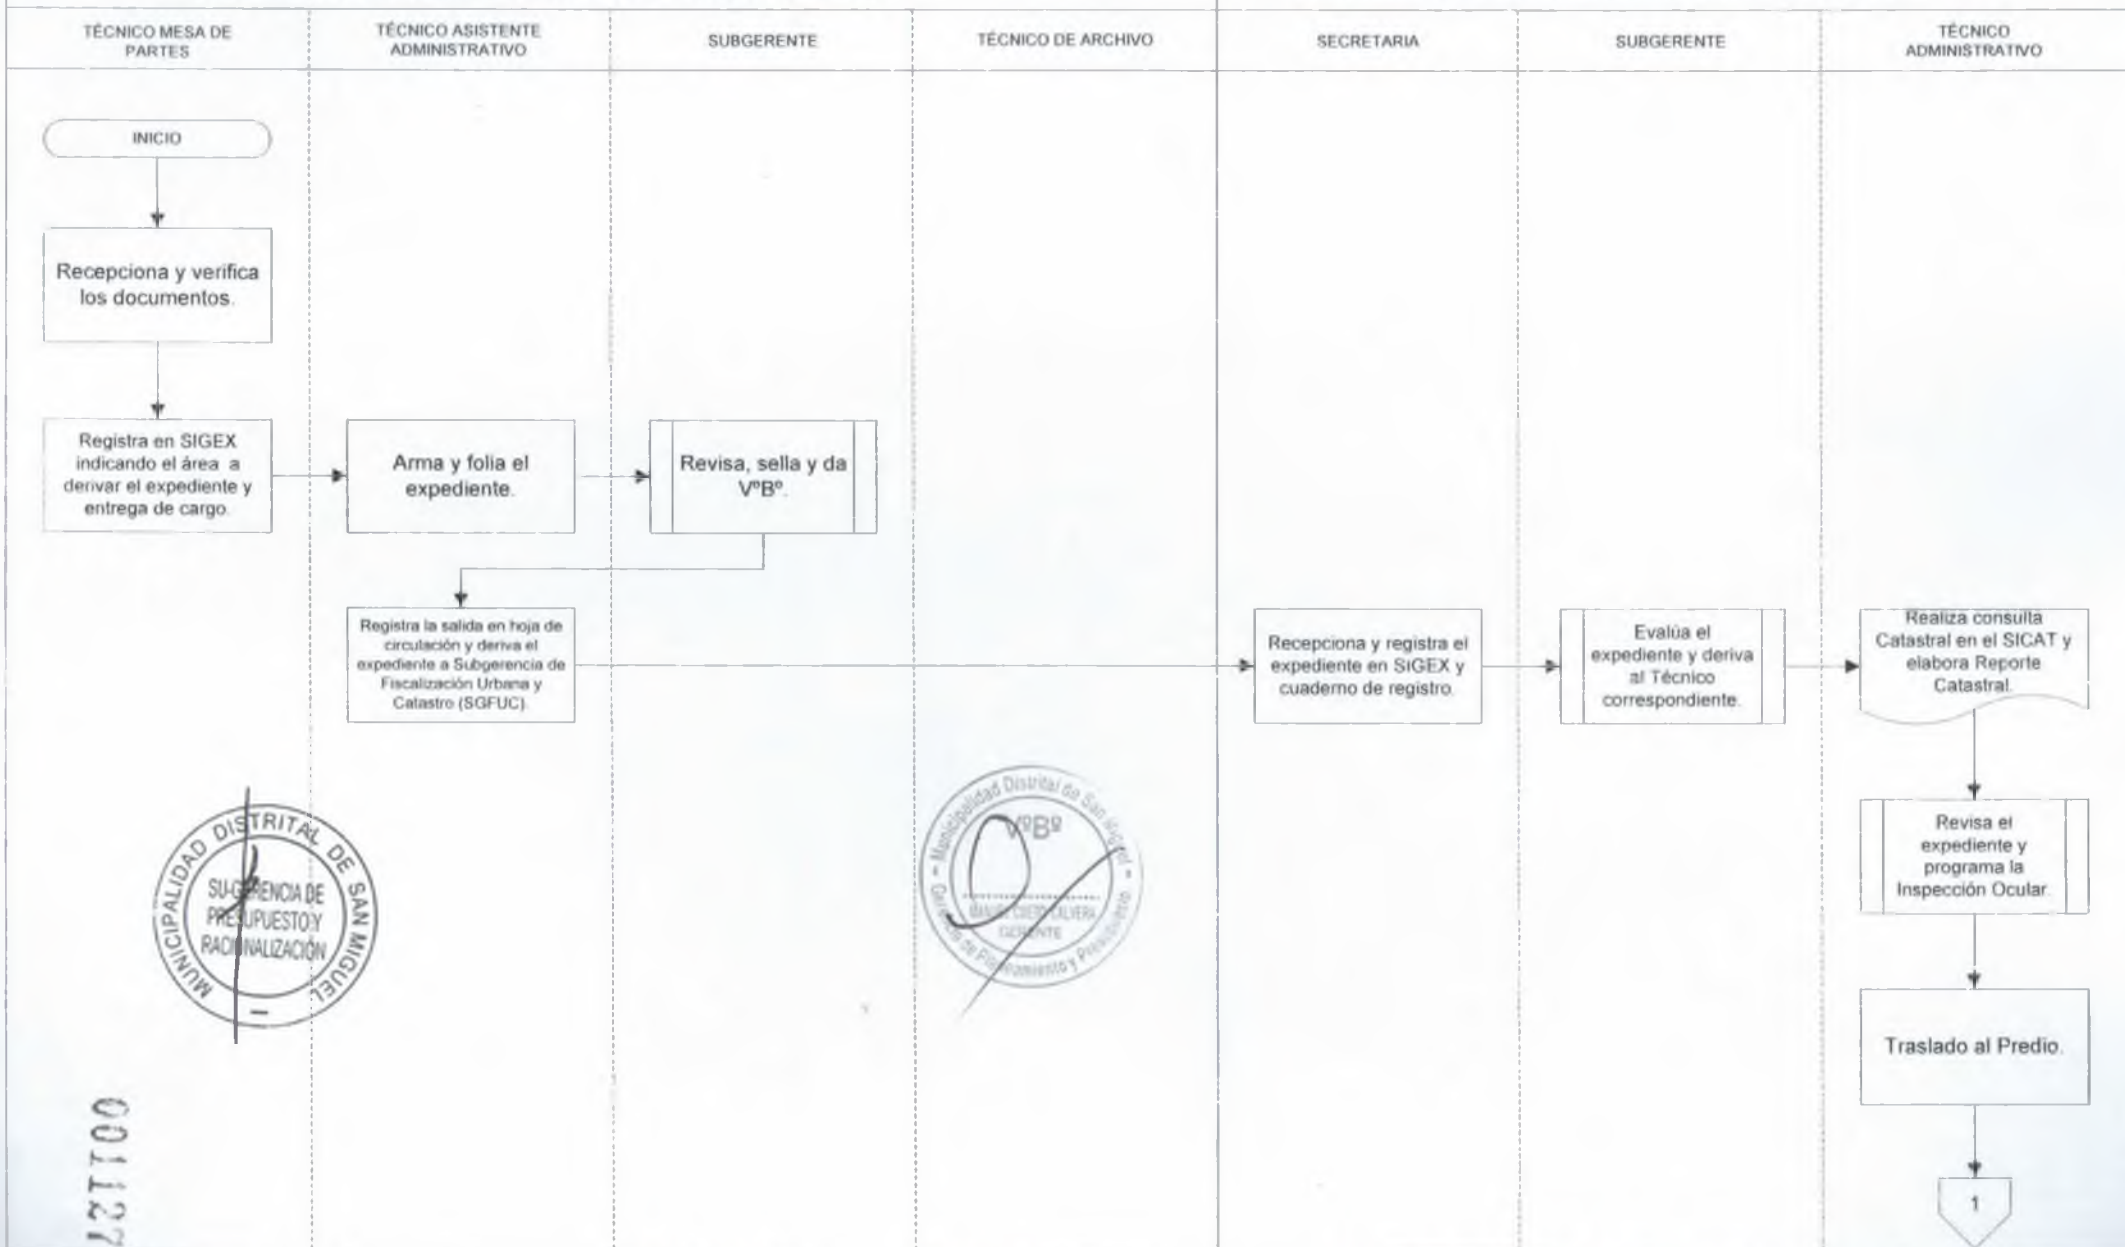 TÉCNICO MESA DE
PARTES
TÉCNICO ASISTENTE
ADMINISTRATIVO
SUBGERENTE
TÉCNICO DE ARCHIVO
SECRETARIA
SUBGERENTE
TÉCNICO
ADMINISTRATIVO
INICIO
Recepciona y verifica
los documentos.
Registra en SIGEX
indicando el área a
derivar el expediente y
entrega de cargo.
Arma y folia el
expediente.
Revisa, sella y da
VºBº.
Registra la salida en hoja de
circulación y deriva el
expediente a Subgerencia de
Fiscalización Urbana y
Catastro (SGFUC).
Recepciona y registra el
expediente en SIGEX y
cuaderno de registro.
Evalúa el
expediente y deriva
al Técnico
correspondiente.
Realiza consulta
Catastral en el SICAT y
elabora Reporte
Catastral.
Revisa el
expediente y
programa la
Inspección Ocular.
Traslado al Predio.
1
MUNICIPALIDAD DISTRITAL DE SAN MIGUEL
SU-GERENCIA DE
PRESUPUESTO Y
RACIONALIZACIÓN
Municipalidad Distrital de San Miguel
VºBº
GERENTE
Gerencia de Planeamiento y Presupuesto
001127